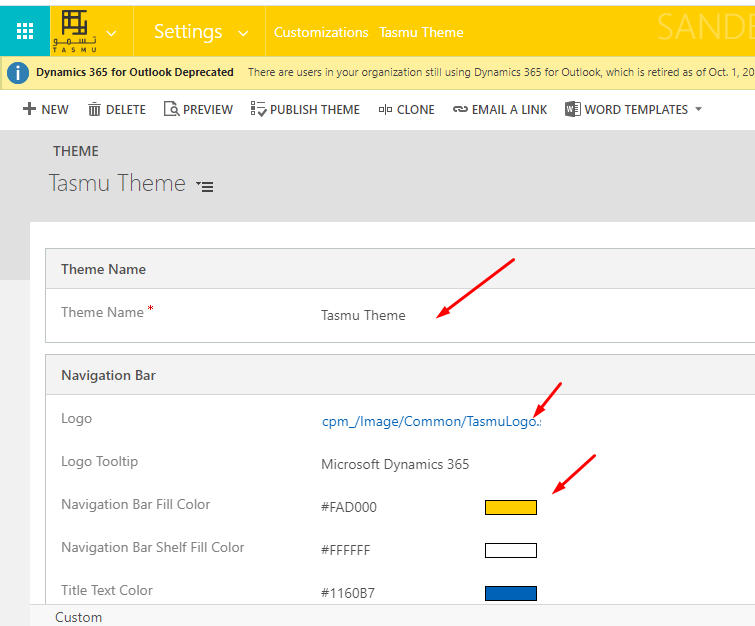 تسمو
TASMU
Settings
Customizations
Tasmu Theme
SANDB
Dynamics 365 for Outlook Deprecated There are users in your organization still using Dynamics 365 for Outlook, which is retired as of Oct. 1, 20
NEW DELETE PREVIEW PUBLISH THEME CLONE EMAIL A LINK WORD TEMPLATES
THEME
Tasmu Theme
Theme Name
Theme Name * Tasmu Theme
Navigation Bar
Logo cpm_/Image/Common/TasmuLogo.
Logo Tooltip Microsoft Dynamics 365
Navigation Bar Fill Color #FAD000
Navigation Bar Shelf Fill Color #FFFFFF
Title Text Color #1160B7
Custom